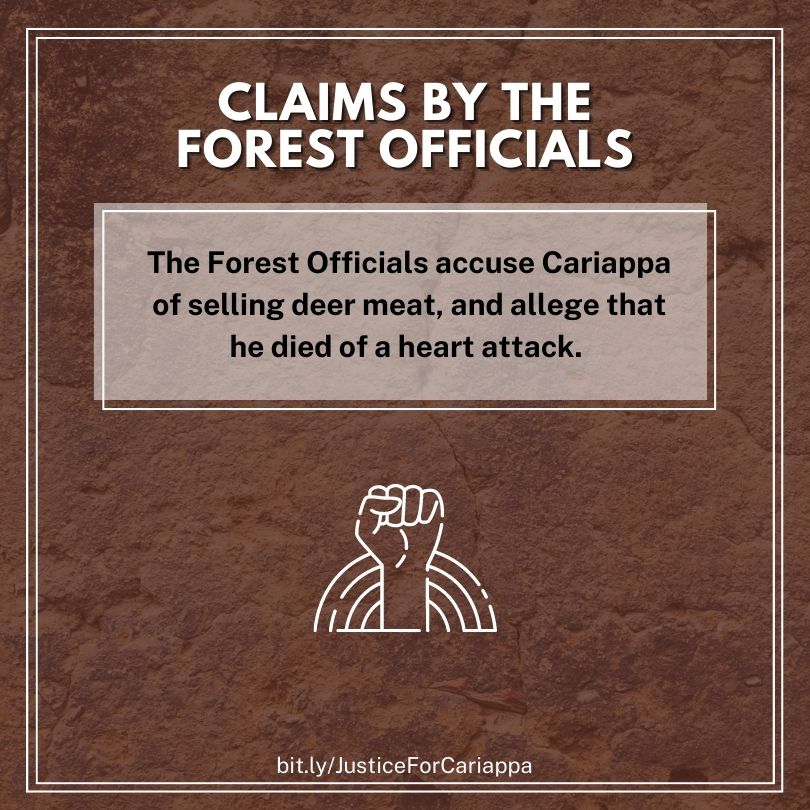 CLAIMS BY THE
FOREST OFFICIALS
The Forest Officials accuse Cariappa
of selling deer meat, and allege that
he died of a heart attack.
bit.ly/JusticeForCariappa